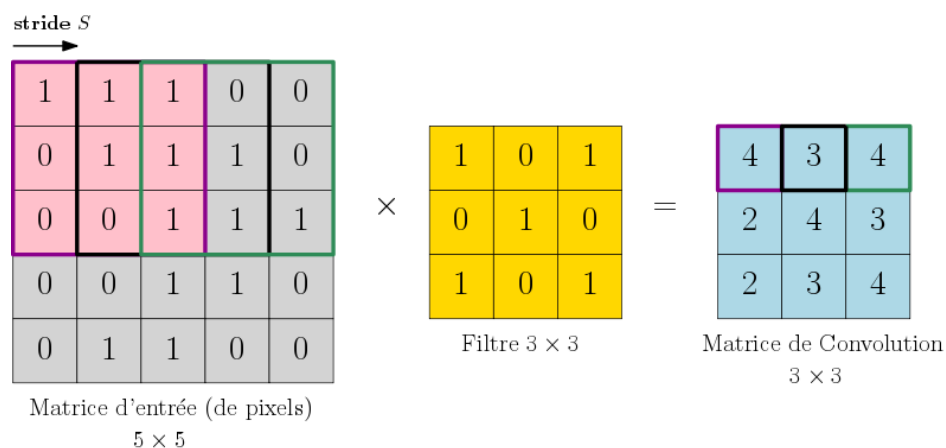 stride S
1 1 1 0 0
0 1 1 1 0
0 0 1 1 1
0 0 1 1 0
0 1 1 0 0
Matrice d'entrée (de pixels)
5 × 5
×
1 0 1
0 1 0
1 0 1
Filtre 3 × 3
=
4 3 4
2 4 3
2 3 4
Matrice de Convolution
3 × 3